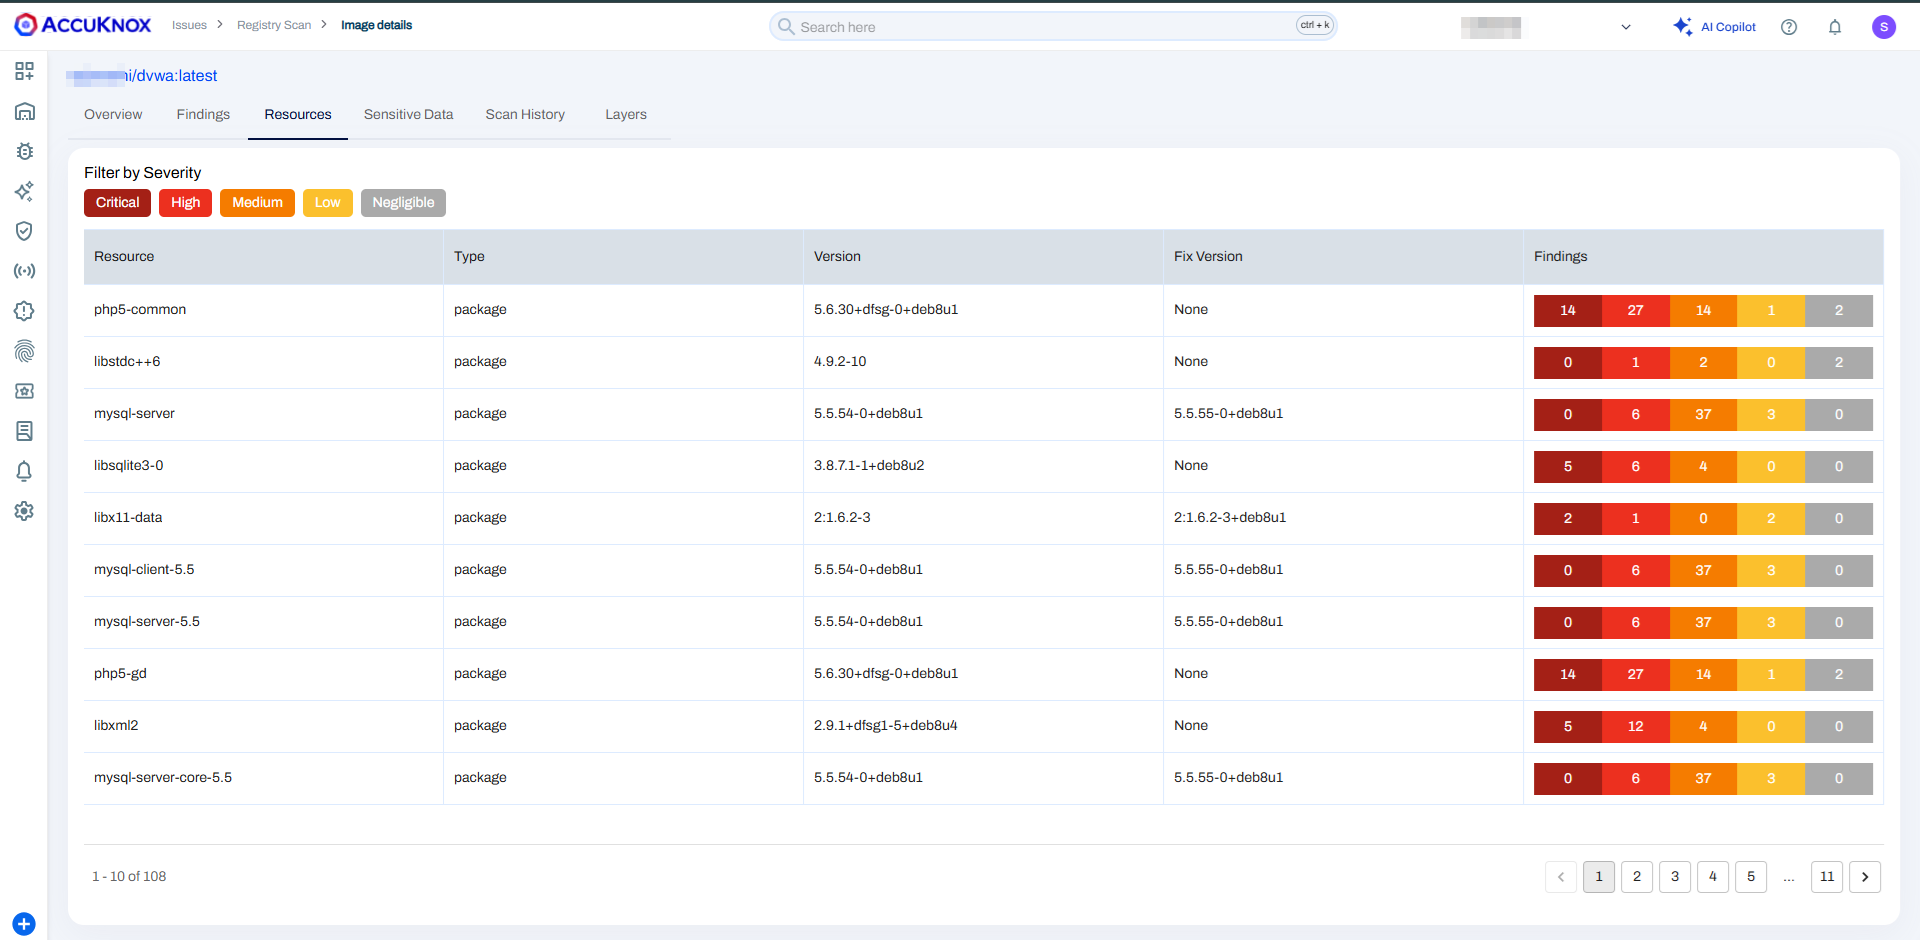 ACCUKNOX
Issues > Registry Scan > Image details
Search here
ctrl + k
AI Copilot
S
/dvwa:latest
Overview Findings Resources Sensitive Data Scan History Layers
Filter by Severity
Critical High Medium Low Negligible
Resource Type Version Fix Version Findings
php5-common package 5.6.30+dfsg-0+deb8u1 None 14 27 14 1 2
libstdc++6 package 4.9.2-10 None 0 1 2 0 2
mysql-server package 5.5.54-0+deb8u1 5.5.55-0+deb8u1 0 6 37 3 0
libsqlite3-0 package 3.8.7.1-1+deb8u2 None 5 6 4 0 0
libx11-data package 2:1.6.2-3 2:1.6.2-3+deb8u1 2 1 0 2 0
mysql-client-5.5 package 5.5.54-0+deb8u1 5.5.55-0+deb8u1 0 6 37 3 0
mysql-server-5.5 package 5.5.54-0+deb8u1 5.5.55-0+deb8u1 0 6 37 3 0
php5-gd package 5.6.30+dfsg-0+deb8u1 None 14 27 14 1 2
libxml2 package 2.9.1+dfsg1-5+deb8u4 None 5 12 4 0 0
mysql-server-core-5.5 package 5.5.54-0+deb8u1 5.5.55-0+deb8u1 0 6 37 3 0
1 - 10 of 108
1 2 3 4 5 ... 11